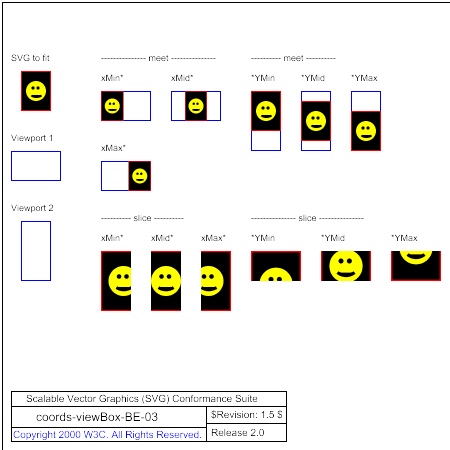 SVG to fit
--------------- meet ---------------
---------- meet ----------
xMin*
xMid*
*YMin
*YMid
*YMax
Viewport 1
xMax*
Viewport 2
---------- slice ----------
--------------- slice ---------------
xMin*
xMid*
xMax*
*YMin
*YMid
*YMax
Scalable Vector Graphics (SVG) Conformance Suite
coords-viewBox-BE-03
$Revision: 1.5 $
Copyright 2000 W3C. All Rights Reserved.
Release 2.0